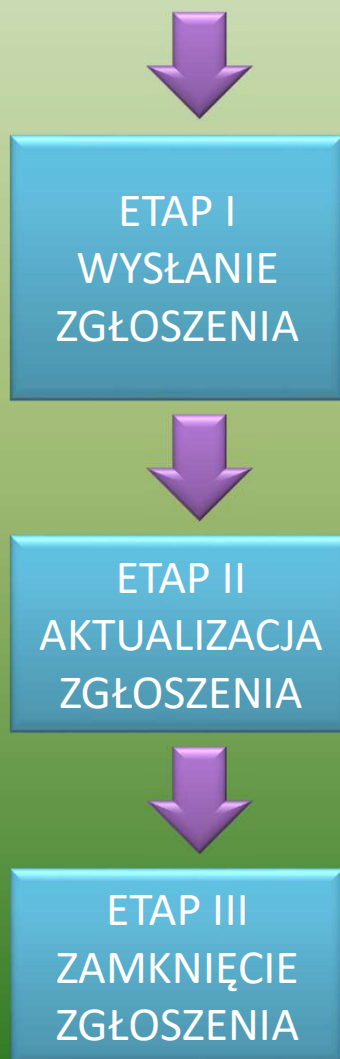 ETAP I
WYSŁANIE
ZGŁOSZENIA
ETAP II
AKTUALIZACJA
ZGŁOSZENIA
ETAP III
ZAMKNIĘCIE
ZGŁOSZENIA